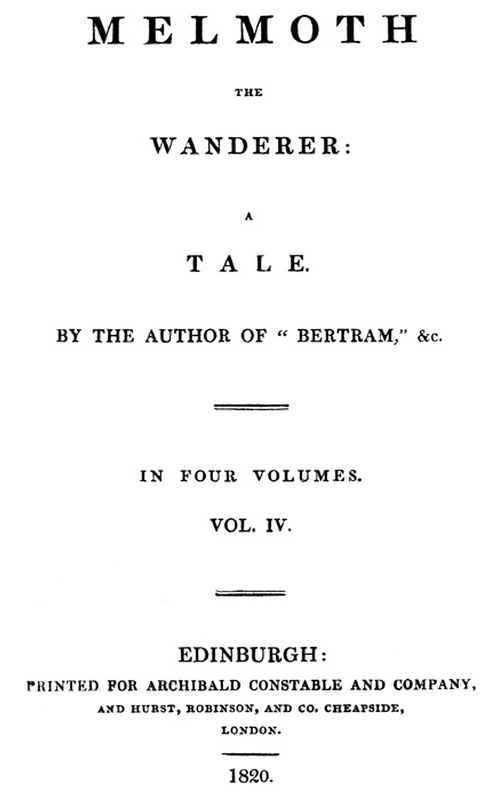 MELMOTH
THE
WANDERER:
A
TALE.
BY THE AUTHOR OF “ BERTRAM,” &c.
IN FOUR VOLUMES.
VOL. IV.
EDINBURGH:
PRINTED FOR ARCHIBALD CONSTABLE AND COMPANY,
AND HURST, ROBINSON, AND CO. CHEAPSIDE,
LONDON.
1820.